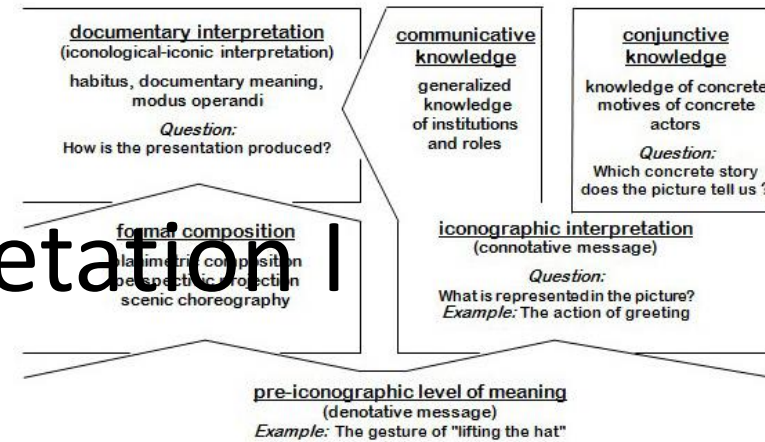 documentary interpretation
(iconological-iconic interpretation)
habitus, documentary meaning,
modus operandi
Question:
How is the presentation produced?
communicative
knowledge
generalized
knowledge
of institutions
and roles
conjunctive
knowledge
knowledge of concrete
motives of concrete
actors
Question:
Which concrete story
does the picture tell us ?
formal composition
planimetric composition
perspectivic projection
scenic choreography
etation I
iconographic interpretation
(connotative message)
Question:
What is represented in the picture?
Example: The action of greeting
pre-iconographic level of meaning
(denotative message)
Example: The gesture of "lifting the hat"